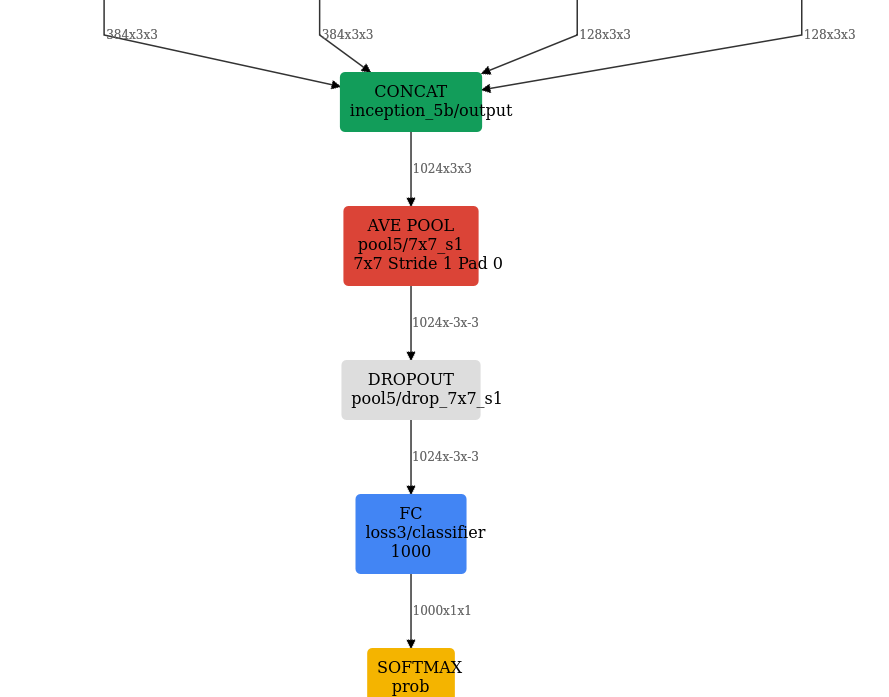 384x3x3
384x3x3
128x3x3
128x3x3
CONCAT
inception_5b/output
1024x3x3
AVE POOL
pool5/7x7_s1
7x7 Stride 1 Pad 0
1024x-3x-3
DROPOUT
pool5/drop_7x7_s1
1024x-3x-3
FC
loss3/classifier
1000
1000x1x1
SOFTMAX
prob